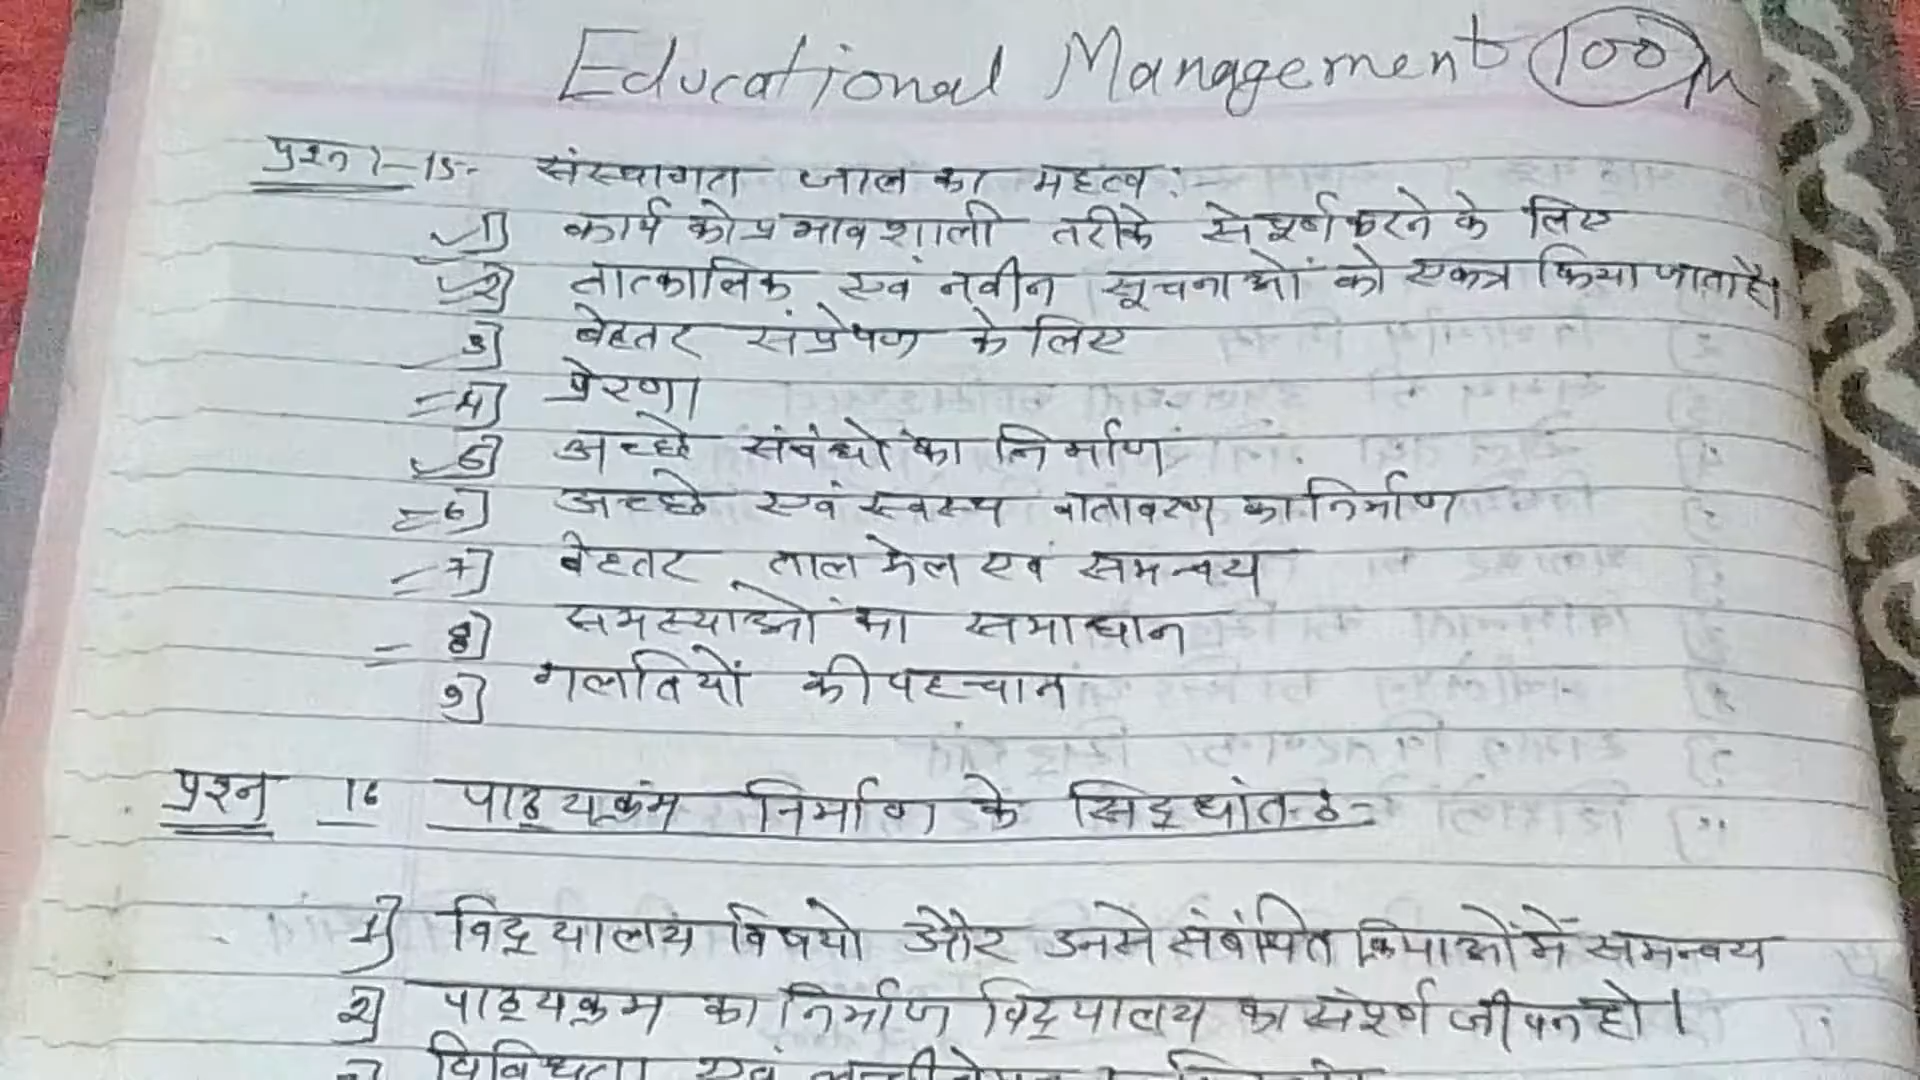 Educational Management 100 M
प्रश्न :-15- संस्थागत जाल का महत्व :-
1] कार्य को प्रभावशाली तरीके से पूर्ण करने के लिए
2] तात्कालिक एवं नवीन सूचनाओं को एकत्र किया जाता है।
3] बेहतर संप्रेषण के लिए
4] प्रेरणा
5] अच्छे संबंधो का निर्माण
6] अच्छे एवं स्वस्थ वातावरण का निर्माण
7] बेहतर ताल मेल एवं समन्वय
8] समस्याओं का समाधान
9] गलतियों की पहचान
प्रश्न 16 पाठ्यक्रम निर्माण के सिद्धांत :-
1] विद्यालय विषयो और उनसे संबंधित क्रियाओं में समन्वय
2] पाठ्यक्रम का निर्माण विद्यालय का संपूर्ण जीवन हो।
विविधता एवं